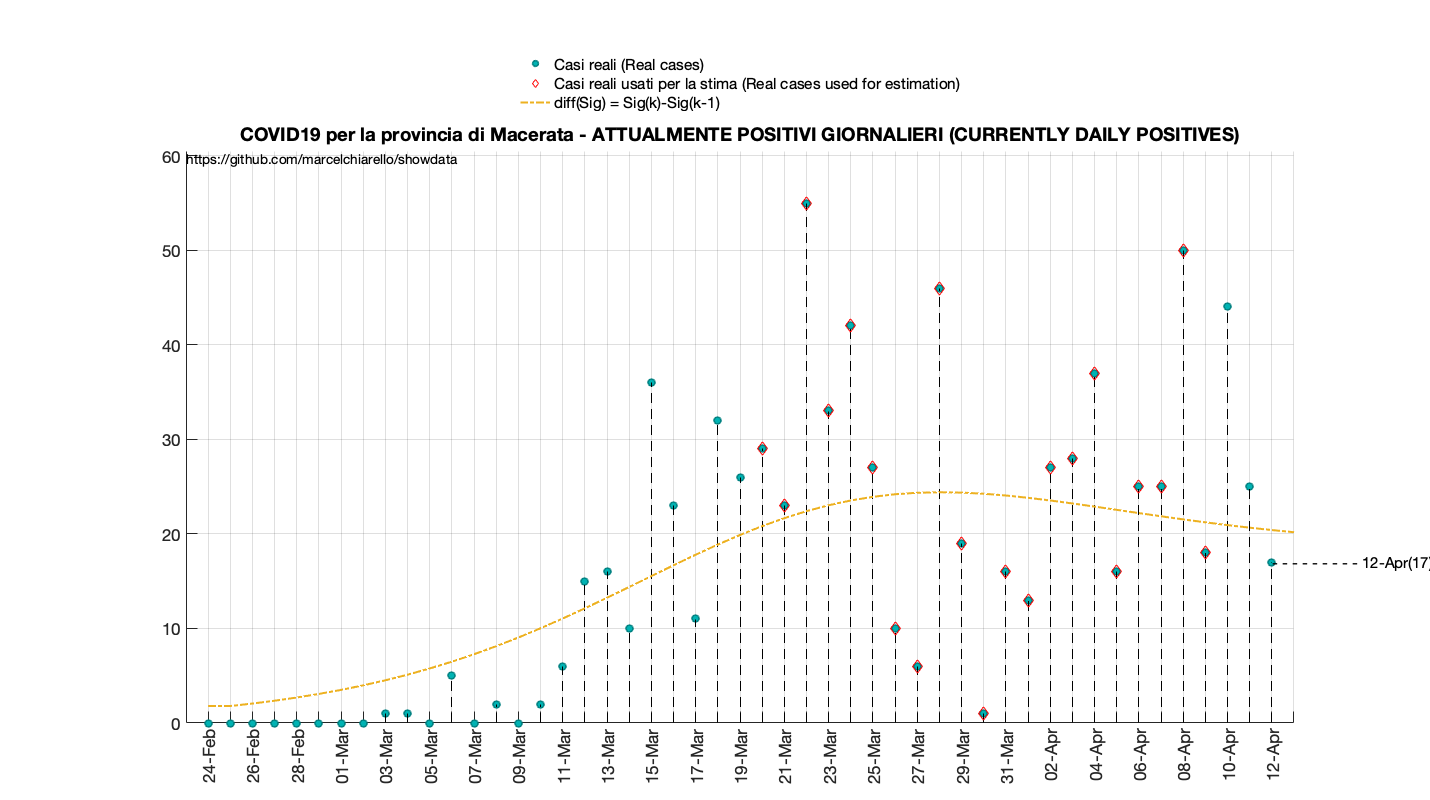 Casi reali (Real cases)
Casi reali usati per la stima (Real cases used for estimation)
diff(Sig) = Sig(k)-Sig(k-1)
COVID19 per la provincia di Macerata - ATTUALMENTE POSITIVI GIORNALIERI (CURRENTLY DAILY POSITIVES)
https://github.com/marcelchiarello/showdata
60
50
40
30
20
10
0
12-Apr(17)
24-Feb
26-Feb
28-Feb
01-Mar
03-Mar
05-Mar
07-Mar
09-Mar
11-Mar
13-Mar
15-Mar
17-Mar
19-Mar
21-Mar
23-Mar
25-Mar
27-Mar
29-Mar
31-Mar
02-Apr
04-Apr
06-Apr
08-Apr
10-Apr
12-Apr